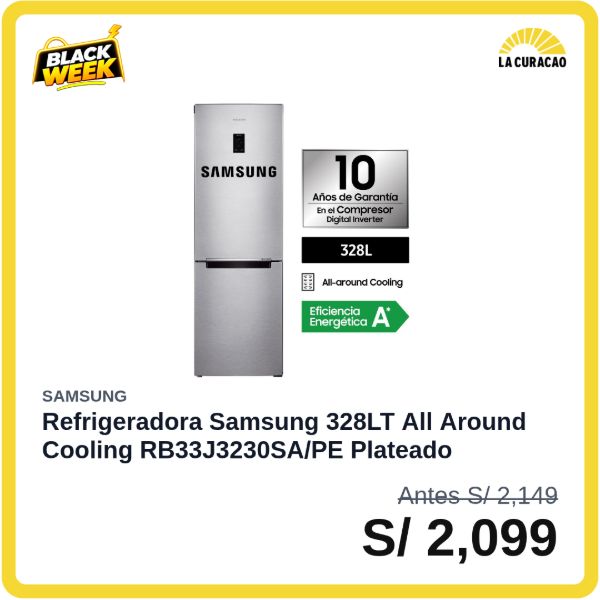 BLACK
WEEK
LA CURACAO
SAMSUNG
10
Años de Garantía
En el Compresor
Digital Inverter
328L
All-around Cooling
Eficiencia
Energética A*
SAMSUNG
Refrigeradora Samsung 328LT All Around
Cooling RB33J3230SA/PE Plateado
Antes S/ 2,149
S/ 2,099